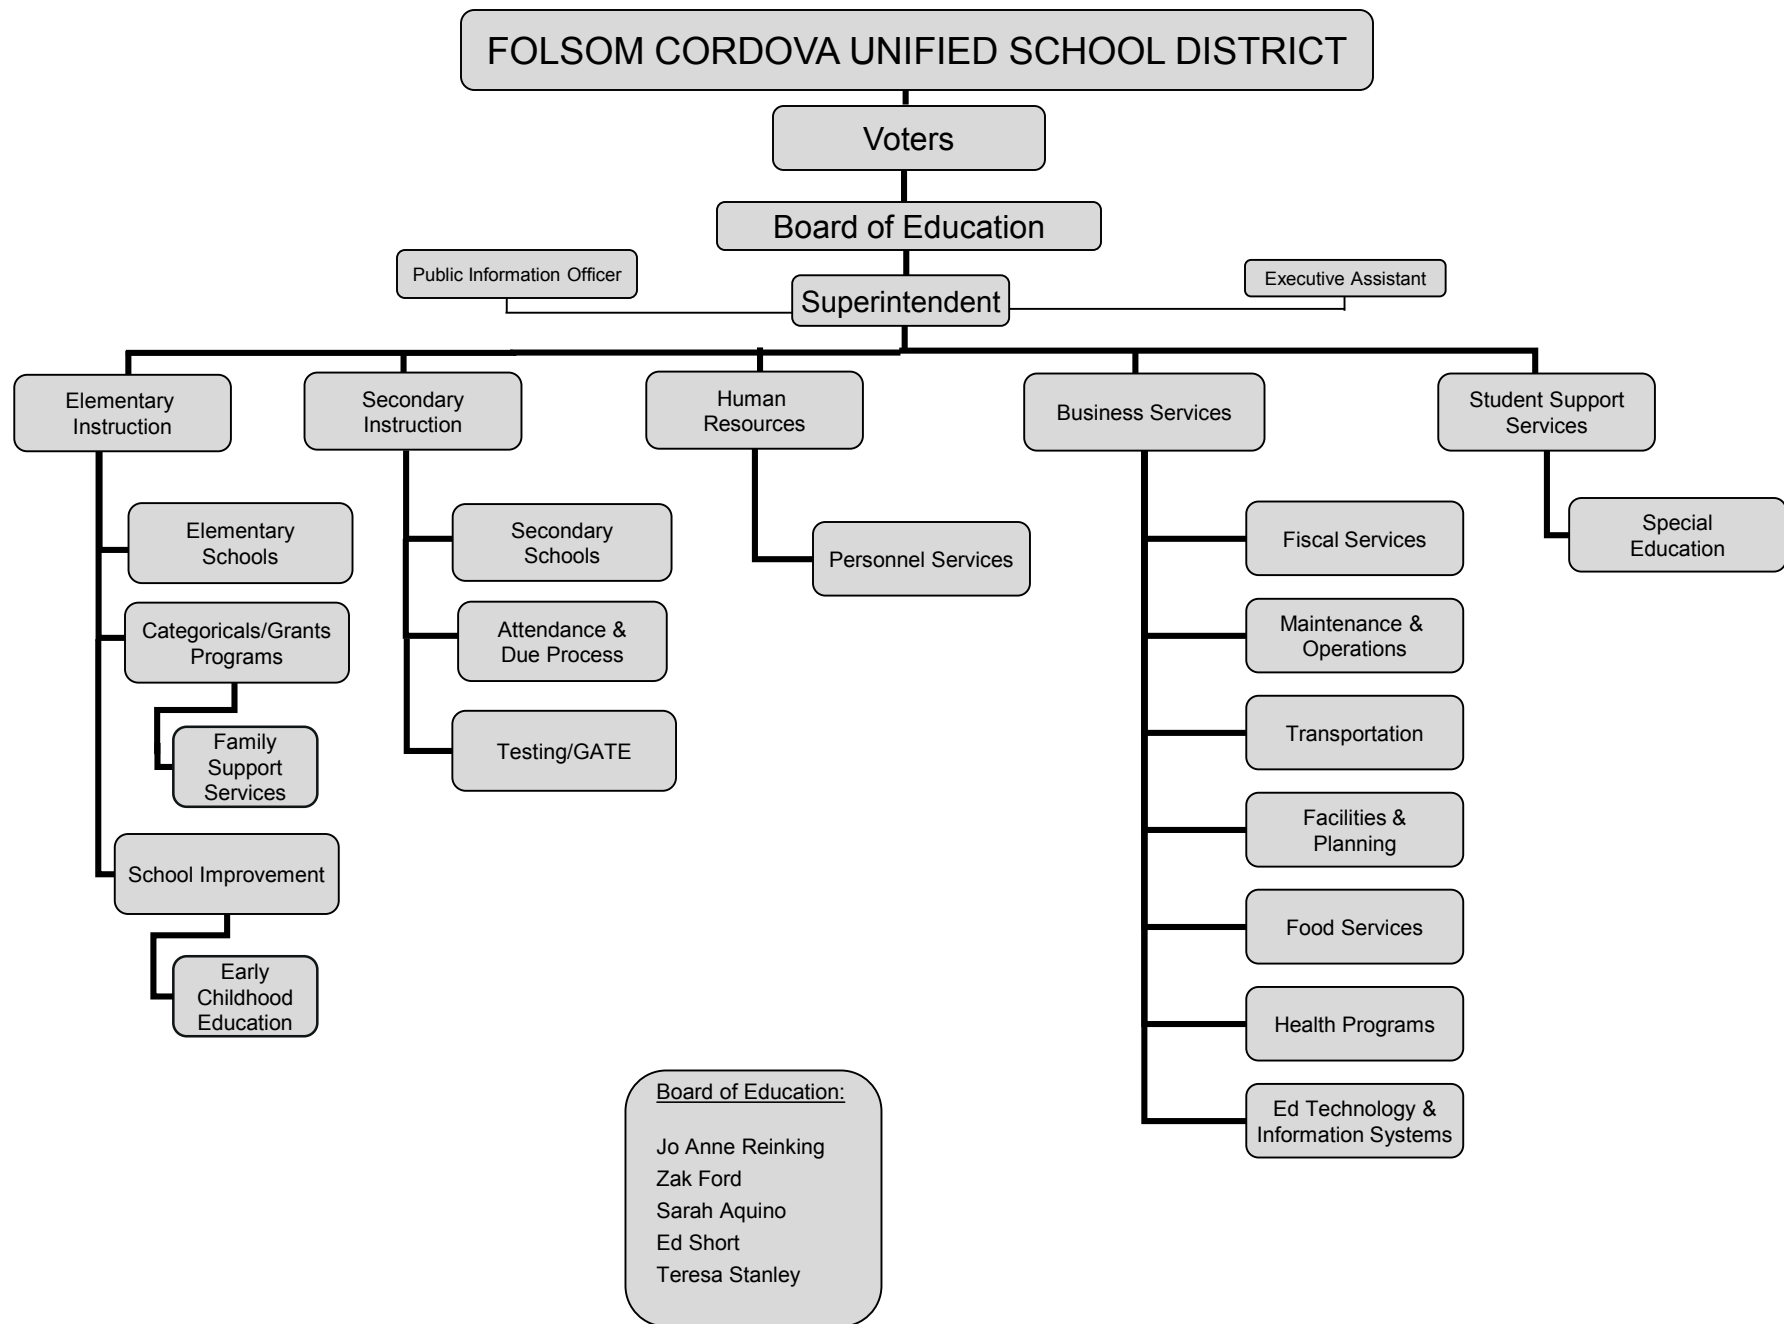 FOLSOM CORDOVA UNIFIED SCHOOL DISTRICT
Voters
Board of Education
Public Information Officer
Executive Assistant
Superintendent
Elementary
Instruction
Secondary
Instruction
Human
Resources
Business Services
Student Support
Services
Elementary
Schools
Categoricals/Grants
Programs
Family
Support
Services
School Improvement
Early
Childhood
Education
Secondary
Schools
Attendance &
Due Process
Testing/GATE
Personnel Services
Fiscal Services
Maintenance &
Operations
Transportation
Facilities &
Planning
Food Services
Health Programs
Ed Technology &
Information Systems
Special
Education
Board of Education:
Jo Anne Reinking
Zak Ford
Sarah Aquino
Ed Short
Teresa Stanley